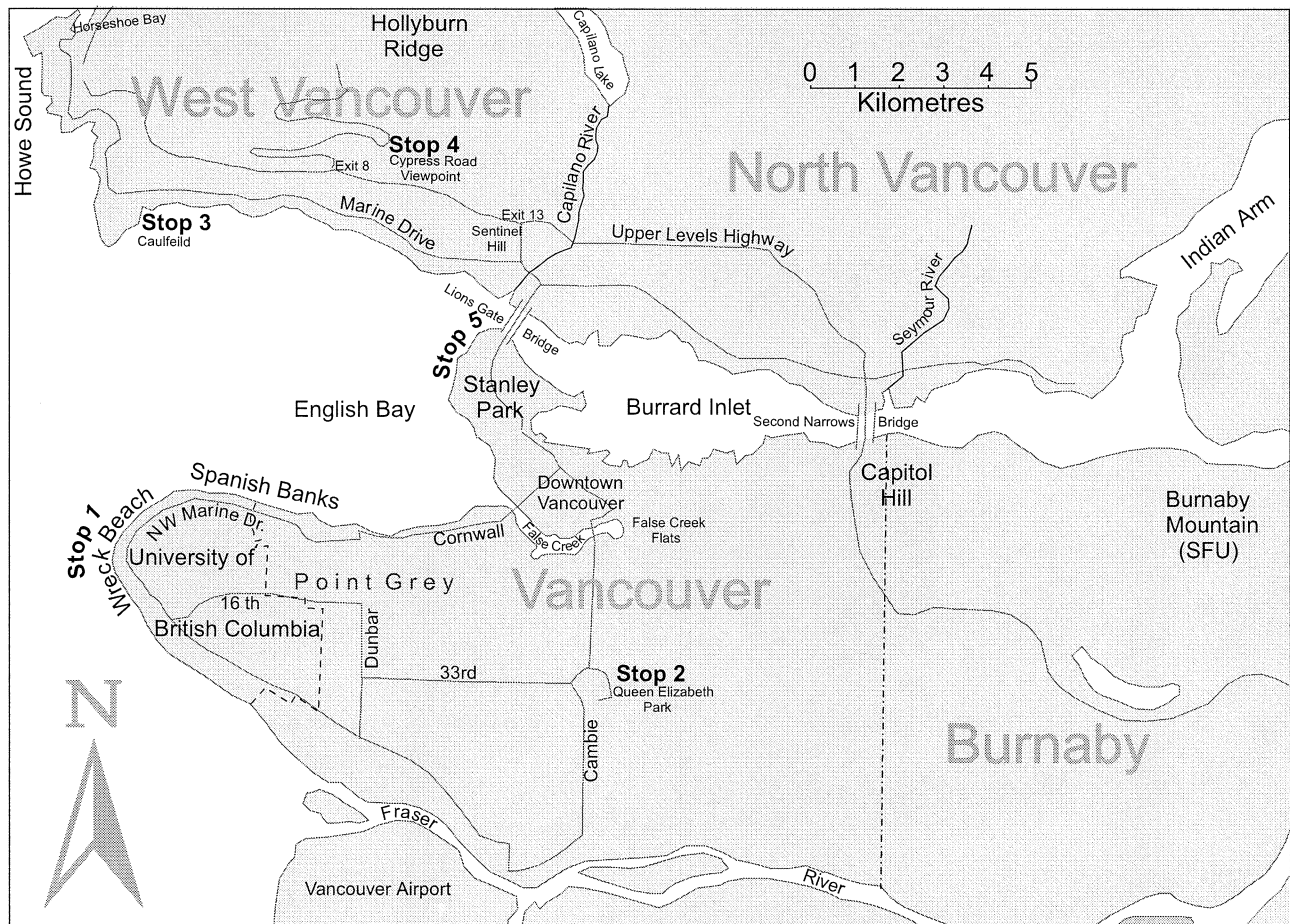 Horseshoe Bay
Hollyburn
Ridge
Capilano Lake
0 1 2 3 4 5
Kilometres
Howe Sound
West Vancouver
Stop 4
Cypress Road
Viewpoint
Exit 8
Capilano River
North Vancouver
Stop 3
Caulfeild
Marine Drive
Exit 13
Sentinel
Hill
Upper Levels Highway
Indian Arm
Seymour River
Lions Gate
Bridge
Stop 5
Stanley
Park
English Bay
Burrard Inlet
Second Narrows
Bridge
Capitol
Hill
Burnaby
Mountain
(SFU)
Spanish Banks
Downtown
Vancouver
Stop 1
Wreck Beach
NW Marine Dr.
Cornwall
False Creek
False Creek
Flats
University of
Point Grey
Vancouver
16 th
British Columbia
Dunbar
33rd
Stop 2
Queen Elizabeth
Park
N
Cambie
Burnaby
Fraser
River
Vancouver Airport